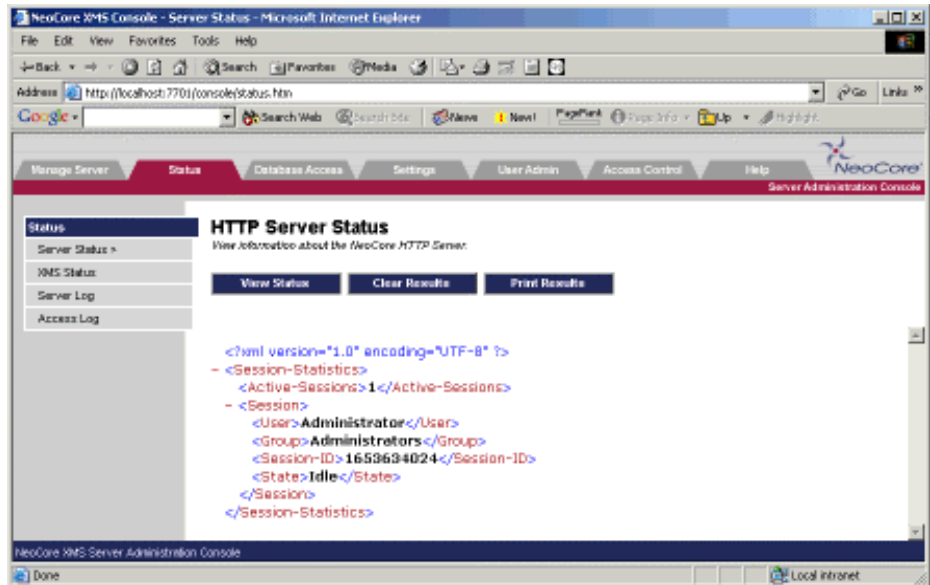 NeoCore XMS Console - Server Status - Microsoft Internet Explorer
File Edit View Favorites Tools Help
Back Search Favorites Media
Address http://localhost:7701/console/status.htm Go Links »
Google Search Web Search Site News ! New! PageRank Page Info Up Highlight
NeoCore
Manage Server Status Database Access Settings User Admin Access Control Help
Server Administration Console
Status
Server Status >
XMS Status
Server Log
Access Log
HTTP Server Status
View information about the NeoCore HTTP Server.
View Status Clear Results Print Results
<?xml version="1.0" encoding="UTF-8" ?>
- <Session-Statistics>
<Active-Sessions>1</Active-Sessions>
- <Session>
<User>Administrator</User>
<Group>Administrators</Group>
<Session-ID>1653634024</Session-ID>
<State>Idle</State>
</Session>
</Session-Statistics>
NeoCore XMS Server Administration Console
Done Local intranet